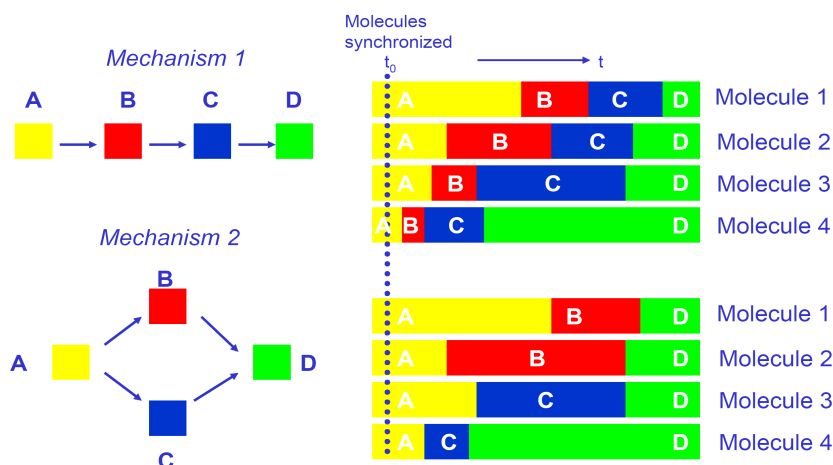 Mechanism 1
A B C D
Mechanism 2
B
A D
C
Molecules
synchronized
t0 t
A B C D Molecule 1
A B C D Molecule 2
A B C D Molecule 3
A B C D Molecule 4
A B D Molecule 1
A B D Molecule 2
A C D Molecule 3
A C D Molecule 4